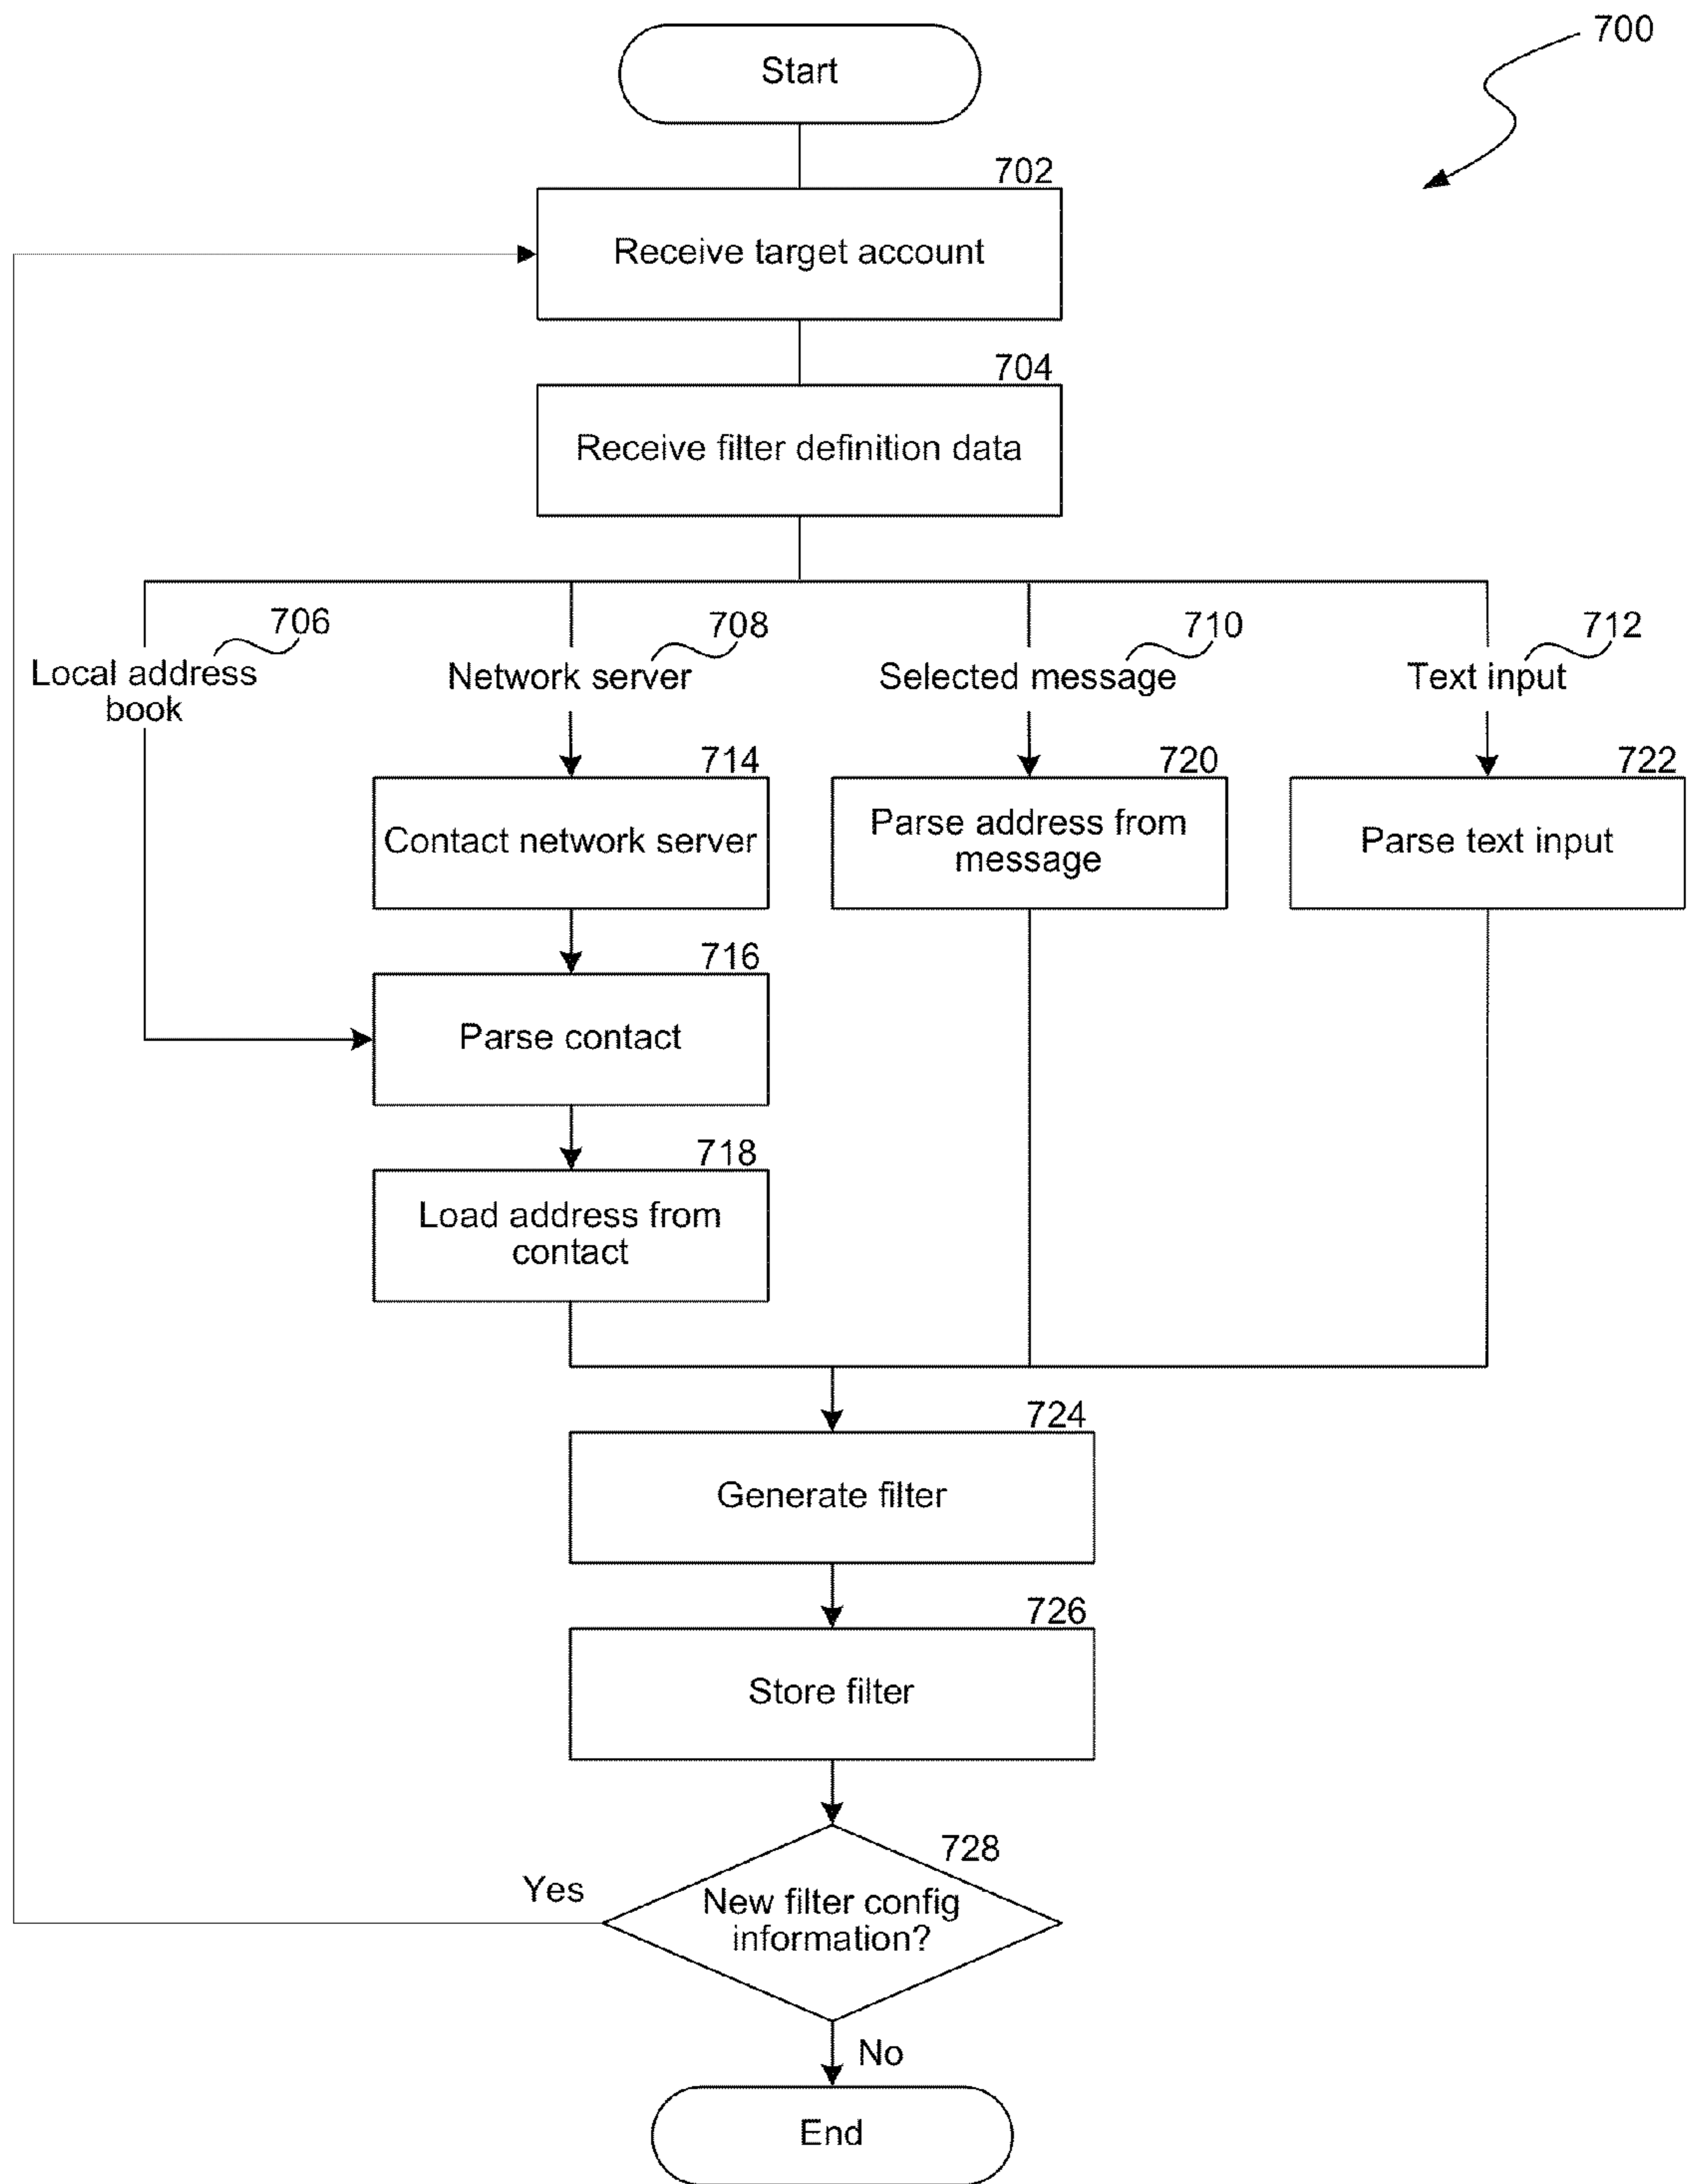 700
Start
702
Receive target account
704
Receive filter definition data
706
Local address
book
708
Network server
710
Selected message
712
Text input
714
Contact network server
720
Parse address from
message
722
Parse text input
716
Parse contact
718
Load address from
contact
724
Generate filter
726
Store filter
728
New filter config
information?
Yes
No
End